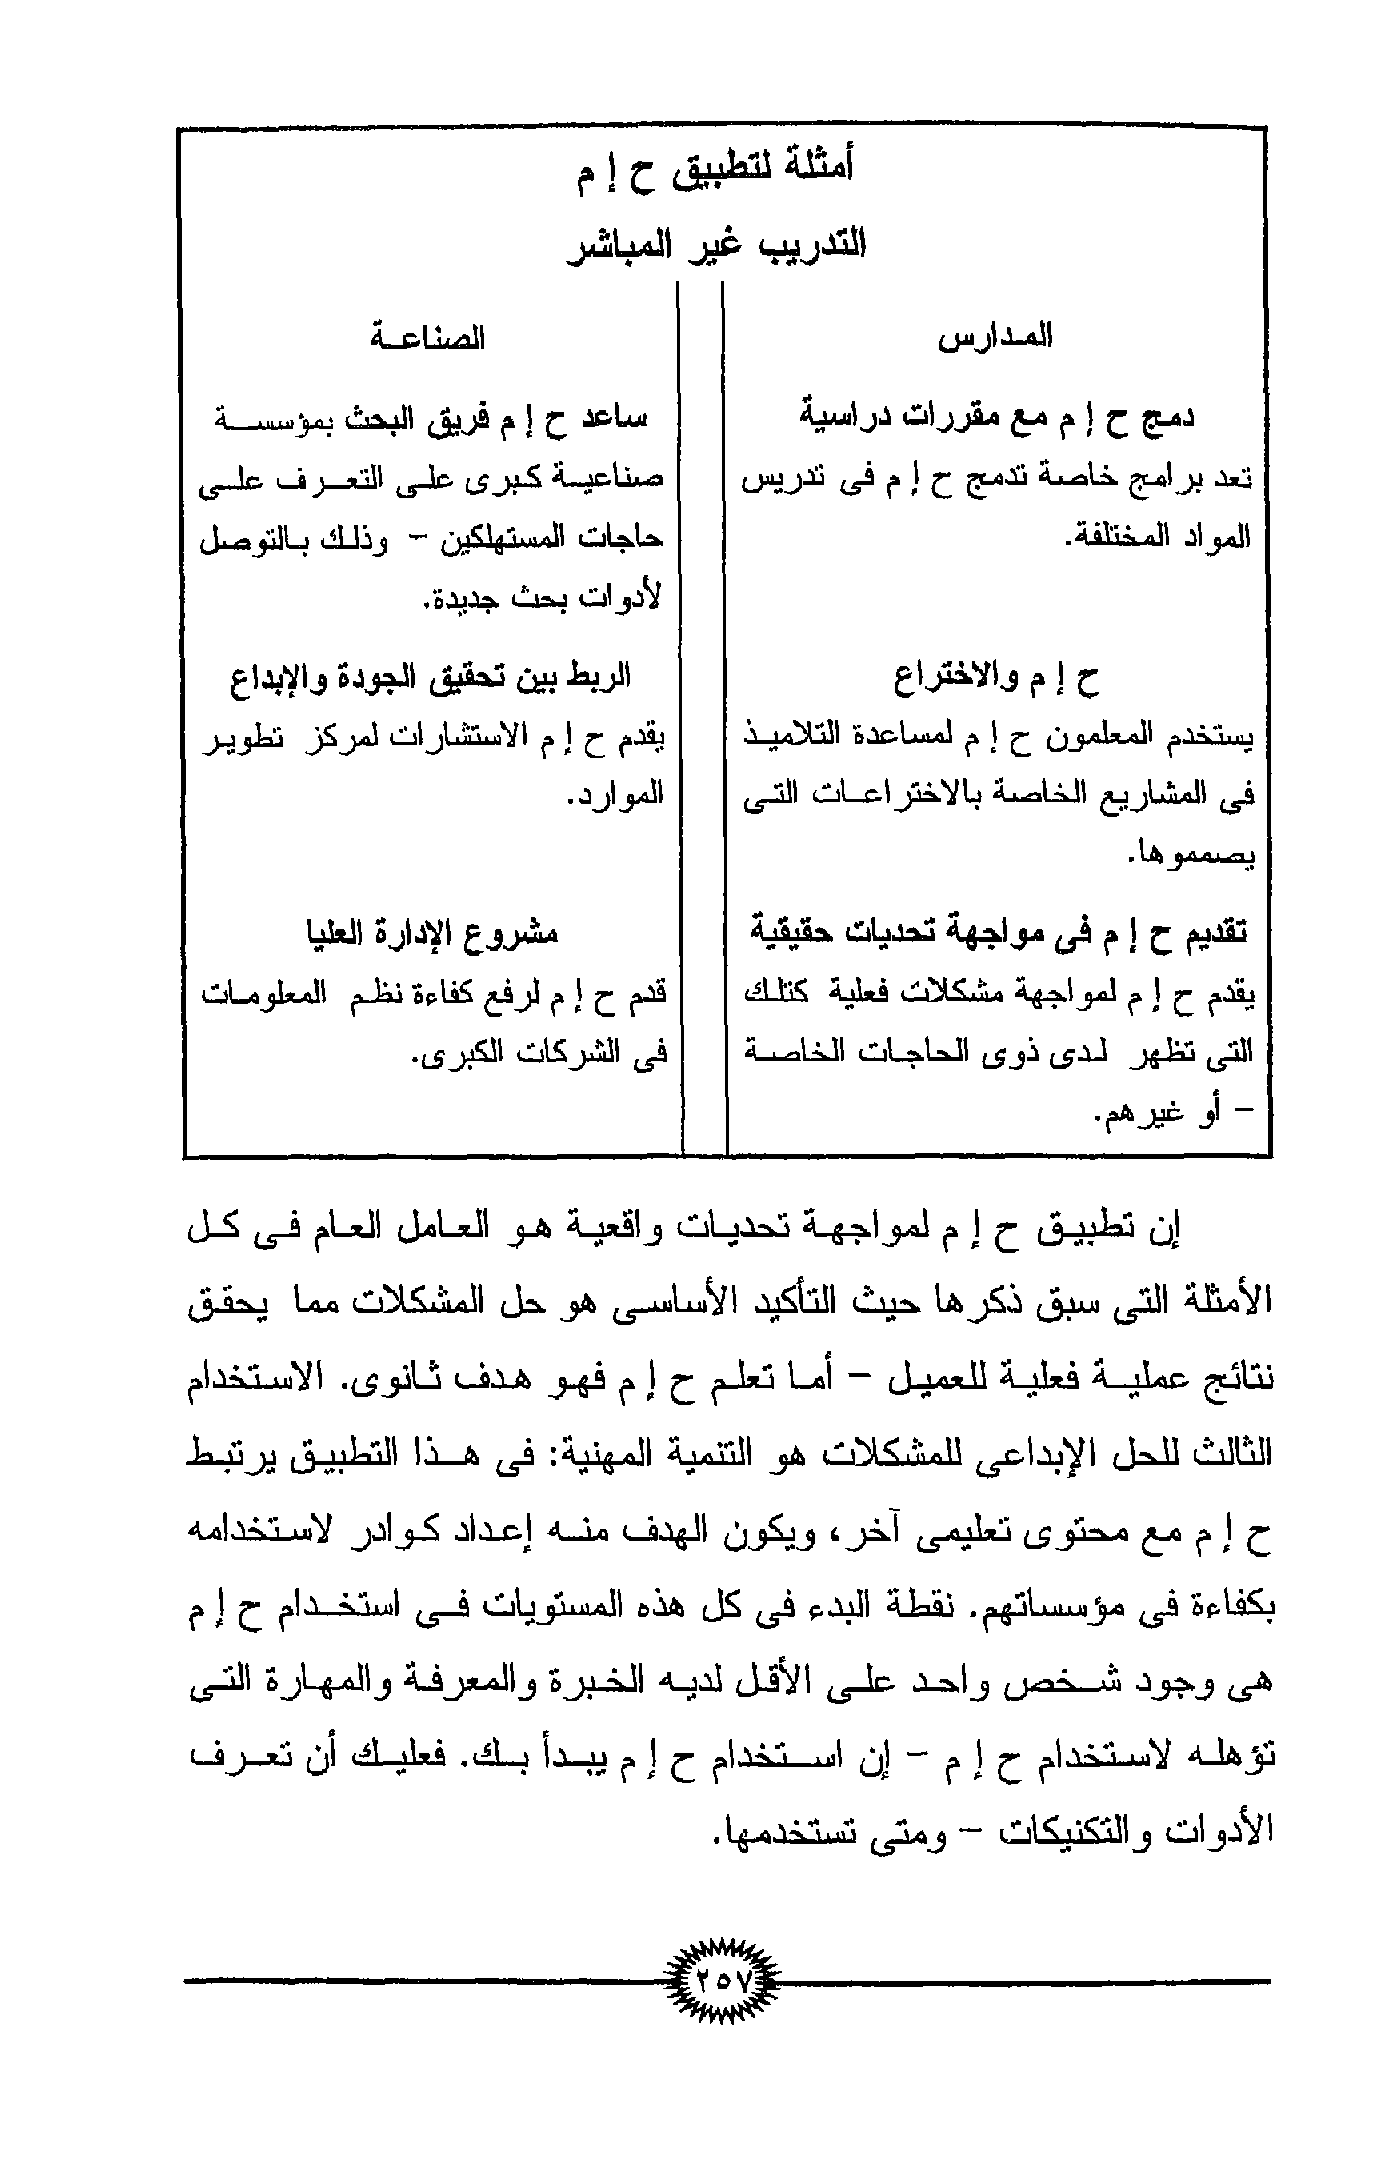 أمثلة لتطبيق ح إ م
التدريب غير المباشر
المدارس
دمج ح إ م مع مقررات دراسية
تعد برامج خاصة تدمج ح إ م فى تدريس
المواد المختلفة.
ح إ م والاختراع
يستخدم المعلمون ح إ م لمساعدة التلاميذ
فى المشاريع الخاصة بالاختراعات التى
يصمموها.
تقديم ح إ م فى مواجهة تحديات حقيقية
يقدم ح إ م لمواجهة مشكلات فعلية كتلك
التى تظهر لدى ذوى الحاجات الخاصة
– أو غيرهم.
الصناعة
ساعد ح إ م فريق البحث بمؤسسة
صناعية كبرى على التعرف على
حاجات المستهلكين – وذلك بالتوصل
لأدوات بحث جديدة.
الربط بين تحقيق الجودة والإبداع
يقدم ح إ م الاستشارات لمركز تطوير
الموارد.
مشروع الإدارة العليا
قدم ح إ م لرفع كفاءة نظم المعلومات
فى الشركات الكبرى.
إن تطبيق ح إ م لمواجهة تحديات واقعية هو العامل العام فى كل
الأمثلة التى سبق ذكرها حيث التأكيد الأساسى هو حل المشكلات مما يحقق
نتائج عملية فعلية للعميل – أما تعلم ح إ م فهو هدف ثانوى. الاستخدام
الثالث للحل الإبداعى للمشكلات هو التنمية المهنية: فى هذا التطبيق يرتبط
ح إ م مع محتوى تعليمى آخر، ويكون الهدف منه إعداد كوادر لاستخدامه
بكفاءة فى مؤسساتهم. نقطة البدء فى كل هذه المستويات فى استخدام ح إ م
هى وجود شخص واحد على الأقل لديه الخبرة والمعرفة والمهارة التى
تؤهله لاستخدام ح إ م – إن استخدام ح إ م يبدأ بك. فعليك أن تعرف
الأدوات والتكنيكات – ومتى تستخدمها.
٢٥٧